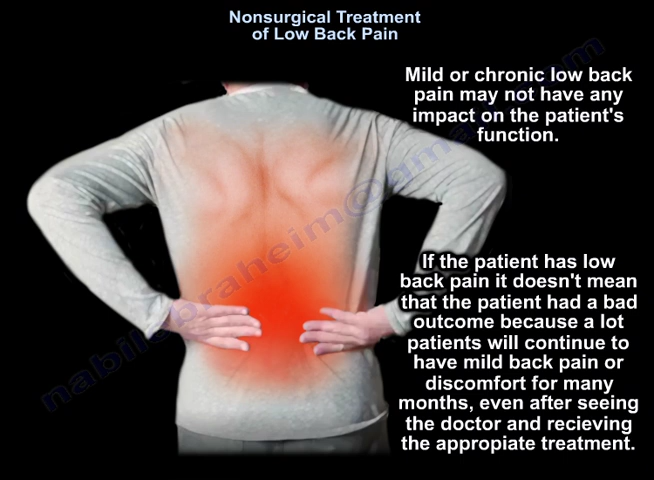 Nonsurgical Treatment
of Low Back Pain
Mild or chronic low back
pain may not have any
impact on the patient's
function.
If the patient has low
back pain it doesn't mean
that the patient had a bad
outcome because a lot
patients will continue to
have mild back pain or
discomfort for many
months, even after seeing
the doctor and recieving
the appropiate treatment.